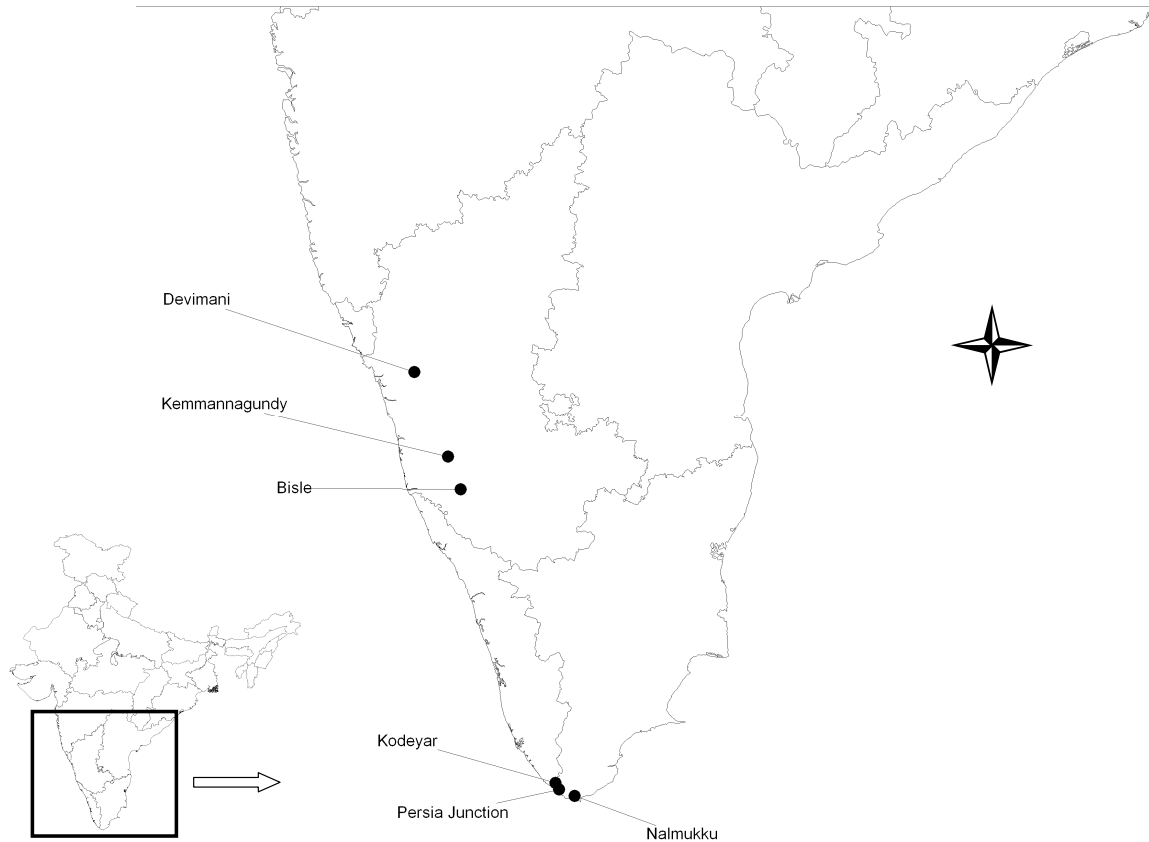 Devimani
Kemmannagundy
Bisle
Kodeyar
Persia Junction
Nalmukku